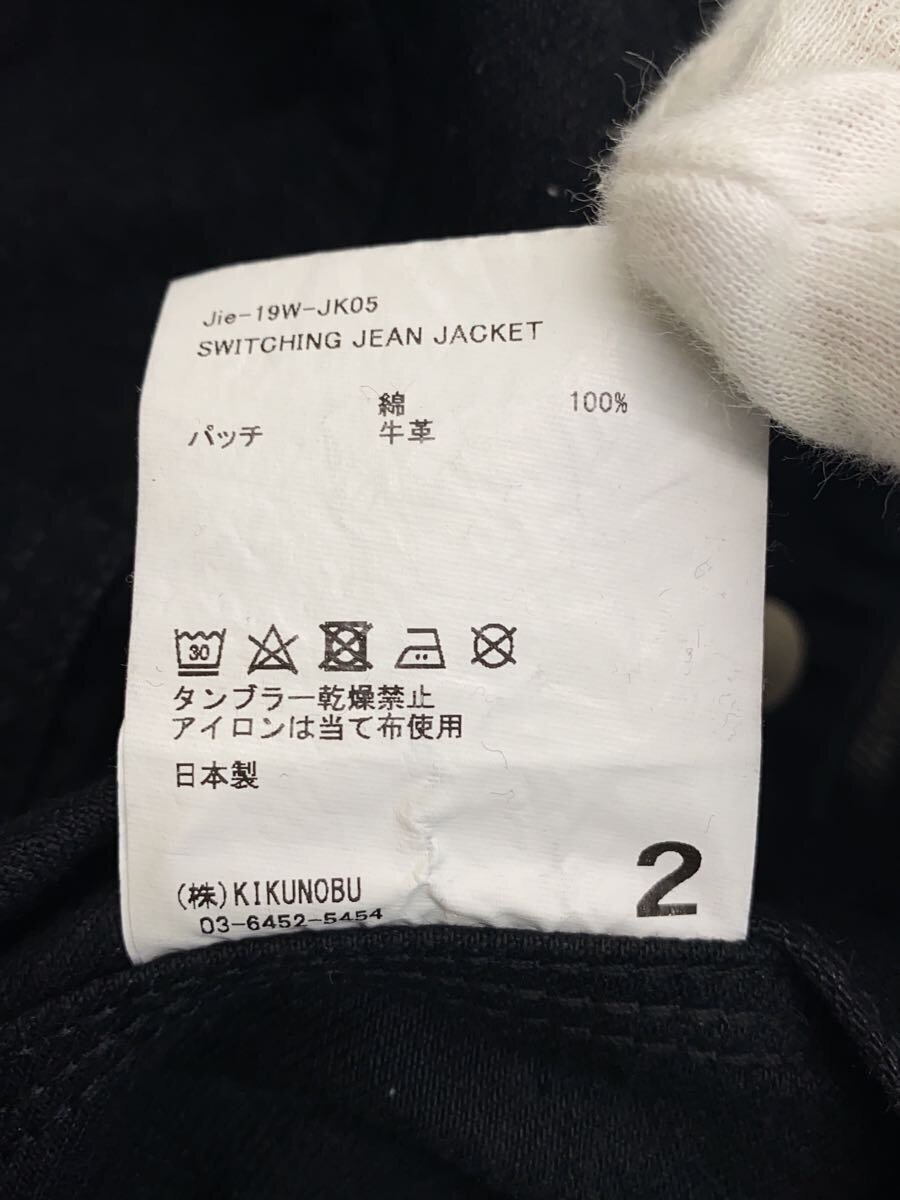 Jie-19W-JK05
SWITCHING JEAN JACKET
綿 100%
パッチ 牛革
30
タンブラー乾燥禁止
アイロンは当て布使用
日本製
2
(株)KIKUNOBU
03-6452-5454